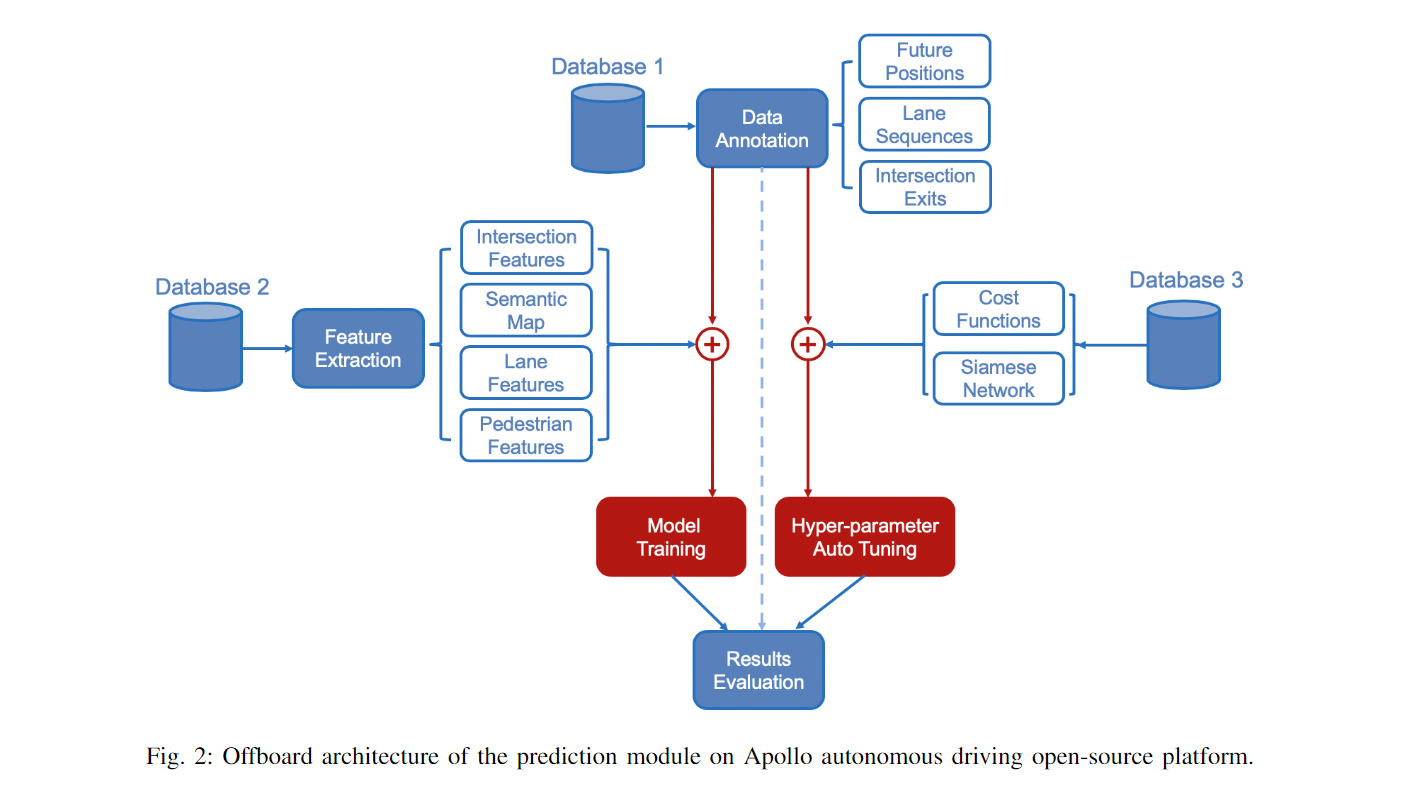 Database 1
Data
Annotation
Future
Positions
Lane
Sequences
Intersection
Exits
Database 2
Feature
Extraction
Intersection
Features
Semantic
Map
Lane
Features
Pedestrian
Features
+
+
Cost
Functions
Siamese
Network
Database 3
Model
Training
Hyper-parameter
Auto Tuning
Results
Evaluation
Fig. 2: Offboard architecture of the prediction module on Apollo autonomous driving open-source platform.